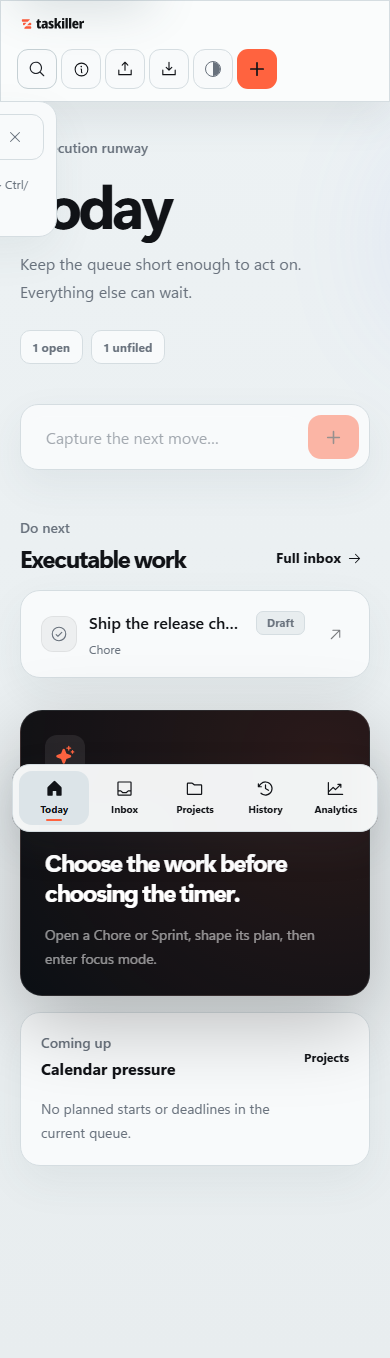 taskiller
Ctrl/
cution runway
oday
Keep the queue short enough to act on.
Everything else can wait.
1 open
1 unfiled
Capture the next move...
Do next
Executable work
Full inbox
Ship the release ch...
Draft
Chore
Today
Inbox
Projects
History
Analytics
Choose the work before
choosing the timer.
Open a Chore or Sprint, shape its plan, then
enter focus mode.
Coming up
Calendar pressure
Projects
No planned starts or deadlines in the
current queue.